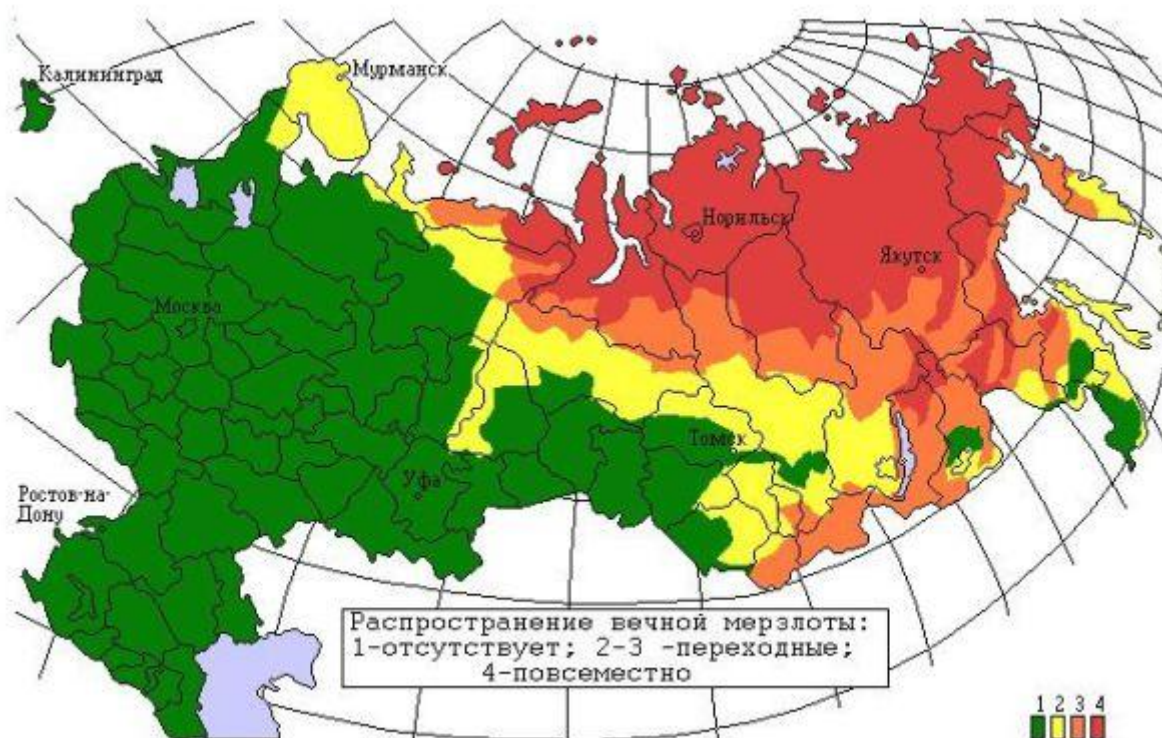 Калининград
Мурманск
Норильск
Якутск
Москва
Томск
Уфа
Ростов-на-
Дону
Распространение вечной мерзлоты:
1-отсутствует; 2-3 -переходные;
4-повсеместно
1 2 3 4